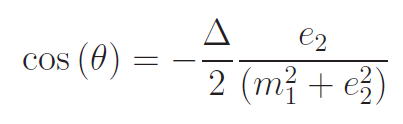 cos (θ) = −Δ/2 e₂/(m₁² + e₂²)